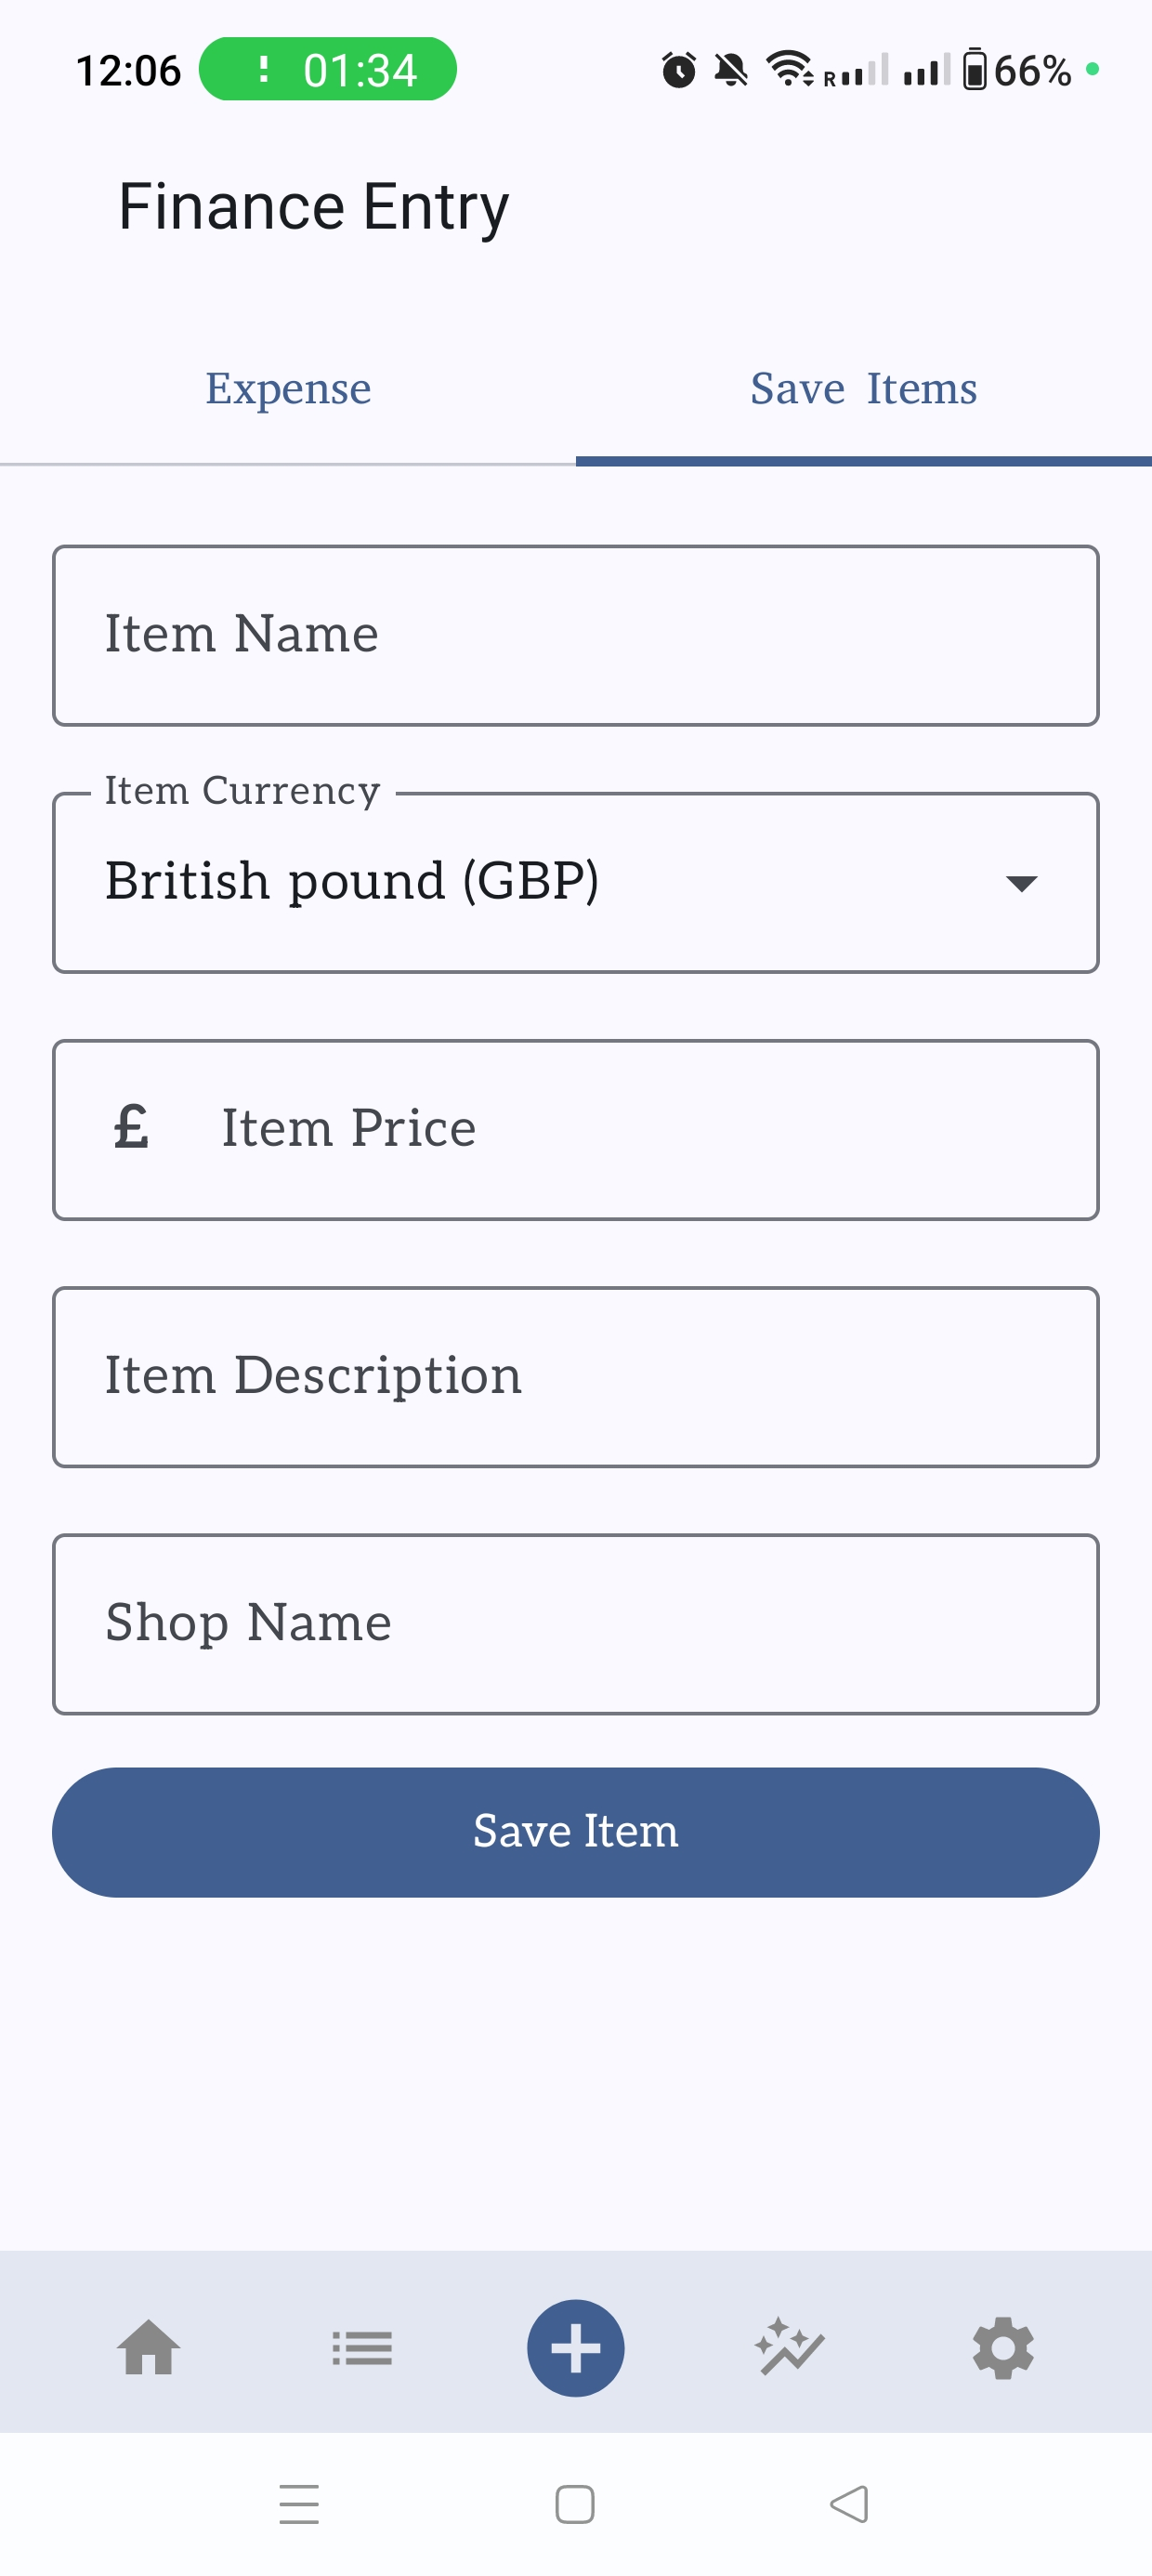 12:06 01:34 R 66%
Finance Entry
Expense Save Items
Item Name
Item Currency
British pound (GBP)
£ Item Price
Item Description
Shop Name
Save Item